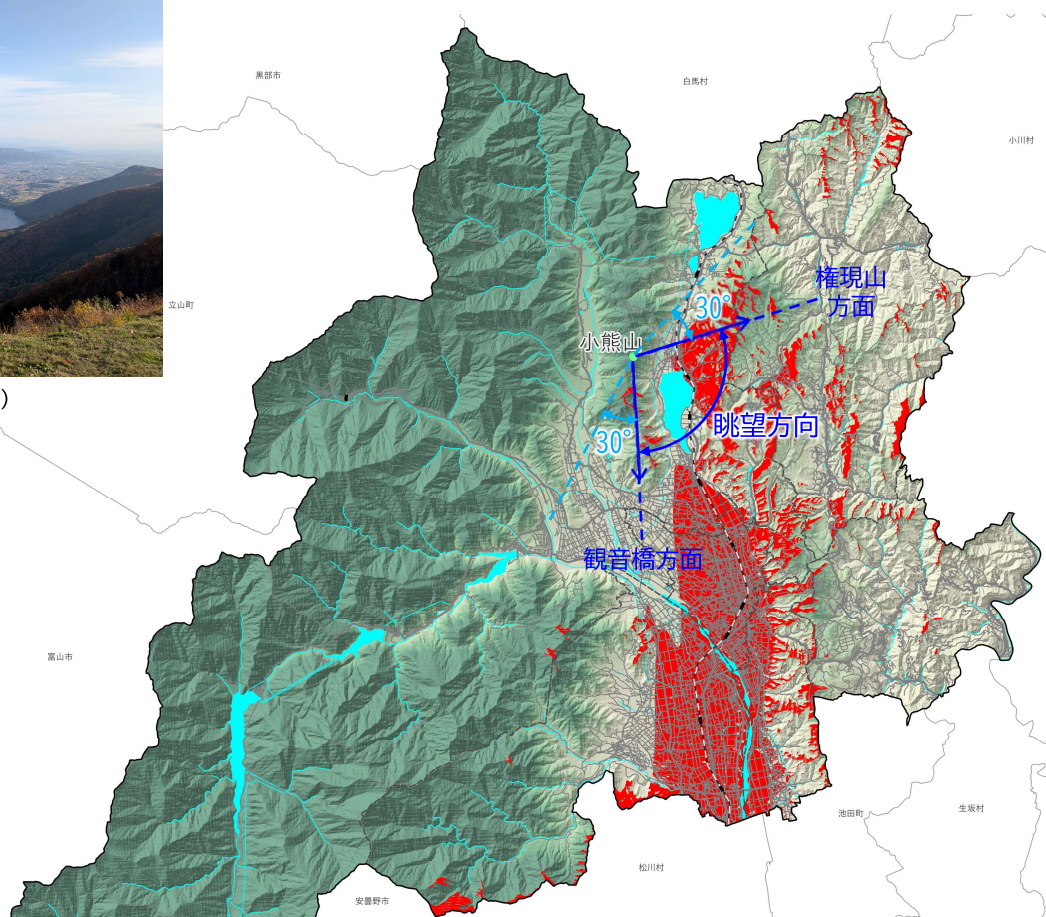 黒部市
白馬村
小川村
立山町
権現山
方面
30°
小熊山
）
眺望方向
30°
観音橋方面
富山市
池田町
生坂村
松川村
安曇野市